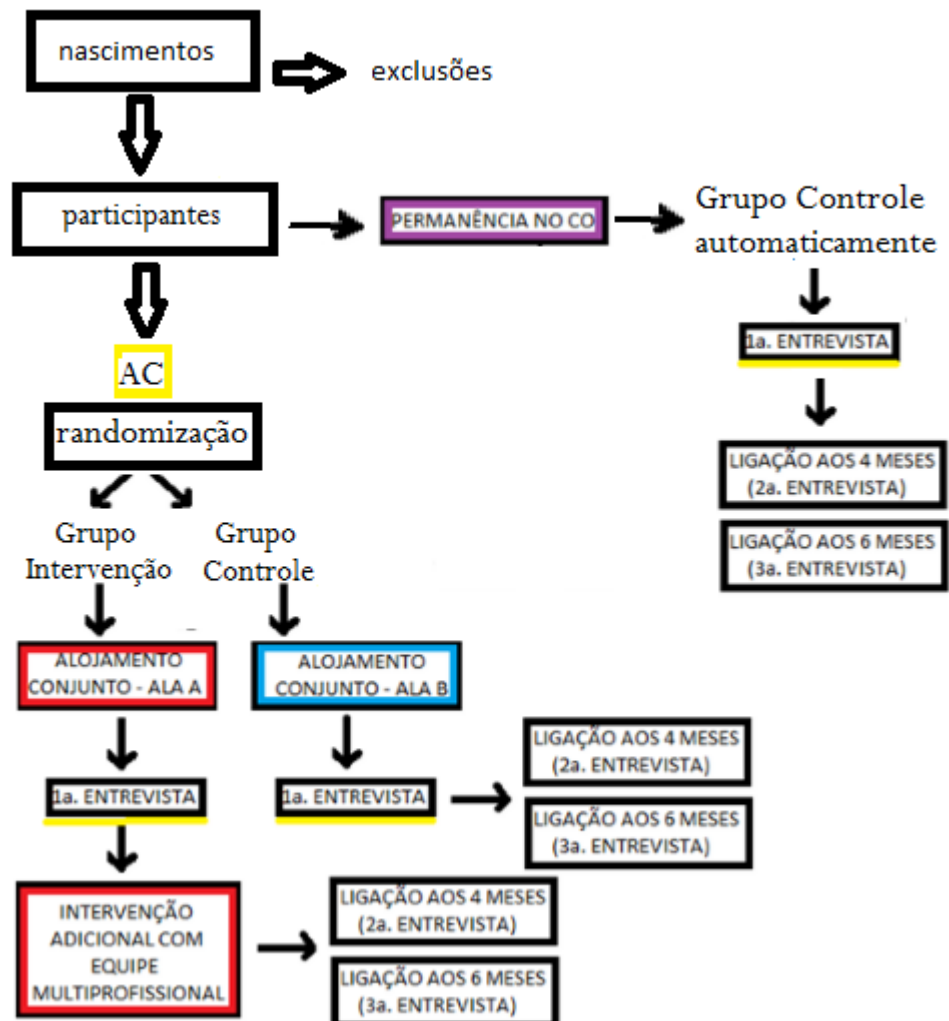 nascimentos
exclusões
participantes
PERMANÊNCIA NO CO
Grupo Controle
automaticamente
1a. ENTREVISTA
LIGAÇÃO AOS 4 MESES
(2a. ENTREVISTA)
LIGAÇÃO AOS 6 MESES
(3a. ENTREVISTA)
AC
randomização
Grupo
Intervenção
Grupo
Controle
ALOJAMENTO
CONJUNTO - ALA A
ALOJAMENTO
CONJUNTO - ALA B
1a. ENTREVISTA
1a. ENTREVISTA
LIGAÇÃO AOS 4 MESES
(2a. ENTREVISTA)
LIGAÇÃO AOS 6 MESES
(3a. ENTREVISTA)
INTERVENÇÃO
ADICIONAL COM
EQUIPE
MULTIPROFISSIONAL
LIGAÇÃO AOS 4 MESES
(2a. ENTREVISTA)
LIGAÇÃO AOS 6 MESES
(3a. ENTREVISTA)